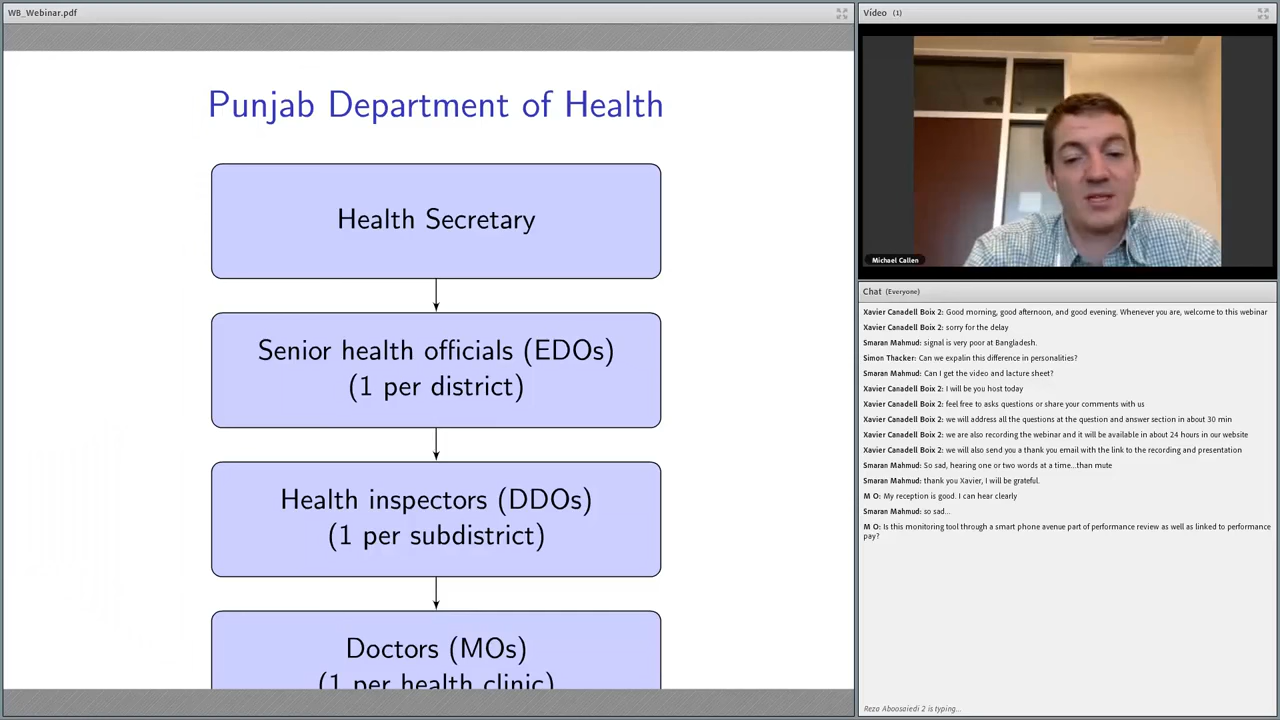 WB_Webinar.pdf
Punjab Department of Health
Health Secretary
Senior health officials (EDOs)
(1 per district)
Health inspectors (DDOs)
(1 per subdistrict)
Doctors (MOs)
(1 per health clinic)
Vídeo (1)
Michael Callen
Chat (Everyone)
Xavier Canadell Boix 2: Good morning, good afternoon, and good evening. Whenever you are, welcome to this webinar
Xavier Canadell Boix 2: sorry for the delay
Smaran Mahmud: signal is very poor at Bangladesh.
Simon Thacker: Can we expalin this difference in personalities?
Smaran Mahmud: Can I get the video and lacture sheet?
Xavier Canadell Boix 2: I will be you host today
Xavier Canadell Boix 2: feel free to asks questions or share your comments with us
Xavier Canadell Boix 2: we will address all the questions at the question and answer section in about 30 min
Xavier Canadell Boix 2: we are also recording the webinar and it will be available in about 24 hours in our website
Xavier Canadell Boix 2: we will also send you a thank you email with the link to the recording and presentation
Smaran Mahmud: So sad, hearing one or two words at a time...than mute
Smaran Mahmud: thank you Xavier, I will be grateful.
M O: My reception is good. I can hear clearly
Smaran Mahmud: so sad...
M O: Is this monitoring tool through a smart phone avenue part of performance review as well as linked to performance
pay?
Reza Aboosaiedi 2 is typing...